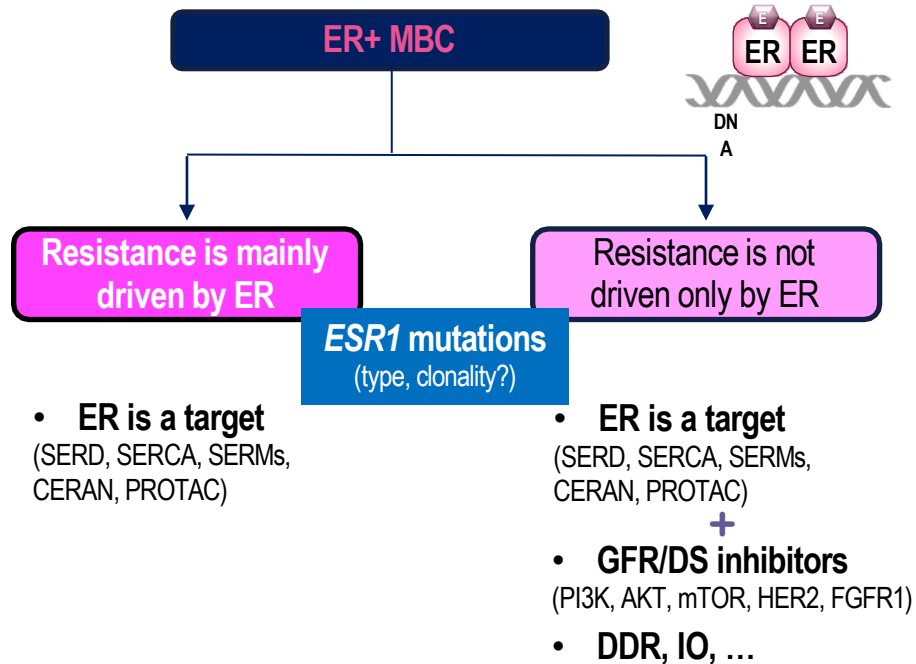 ER+ MBC
E E
ER ER
DN
A
Resistance is mainly
driven by ER
Resistance is not
driven only by ER
ESR1 mutations
(type, clonality?)
• ER is a target
(SERD, SERCA, SERMs,
CERAN, PROTAC)
• ER is a target
(SERD, SERCA, SERMs,
CERAN, PROTAC)
+
• GFR/DS inhibitors
(PI3K, AKT, mTOR, HER2, FGFR1)
• DDR, IO, …